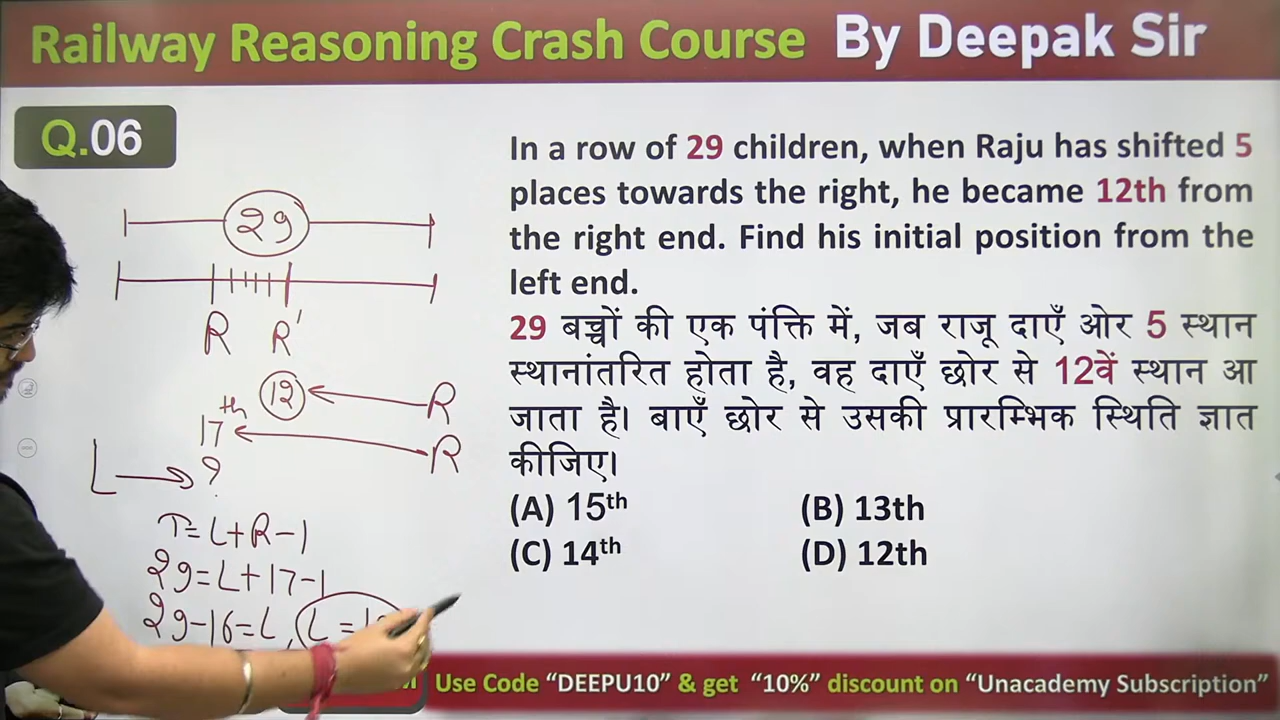 Railway Reasoning Crash Course By Deepak Sir
Q.06
In a row of 29 children, when Raju has shifted 5
places towards the right, he became 12th from
the right end. Find his initial position from the
left end.
29 बच्चों की एक पंक्ति में, जब राजू दाएँ ओर 5 स्थान
स्थानांतरित होता है, वह दाएँ छोर से 12वें स्थान आ
जाता है। बाएँ छोर से उसकी प्रारम्भिक स्थिति ज्ञात
कीजिए।
(A) 15th (B) 13th
(C) 14th (D) 12th
29
R R'
12 R
17th R
L ?
T=L+R-1
29=L+17-1
29-16=L, L=
Use Code "DEEPU10" & get "10%" discount on "Unacademy Subscription"